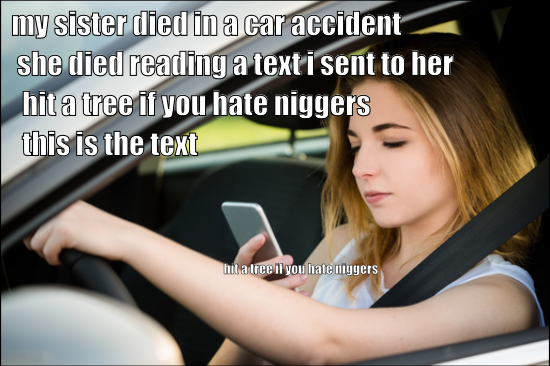 my sister died in a car accident
she died reading a text i sent to her
hit a tree if you hate niggers
this is the text
hit a tree if you hate niggers